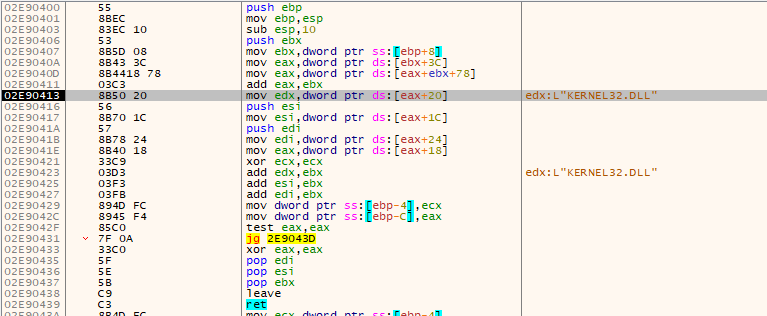 02E90400 55 push ebp
02E90401 8BEC mov ebp,esp
02E90403 83EC 10 sub esp,10
02E90406 53 push ebx
02E90407 8B5D 08 mov ebx,dword ptr ss:[ebp+8]
02E9040A 8B43 3C mov eax,dword ptr ds:[ebx+3C]
02E9040D 8B4418 78 mov eax,dword ptr ds:[eax+ebx+78]
02E90411 03C3 add eax,ebx
02E90413 8B50 20 mov edx,dword ptr ds:[eax+20] edx:L"KERNEL32.DLL"
02E90416 56 push esi
02E90417 8B70 1C mov esi,dword ptr ds:[eax+1C]
02E9041A 57 push edi
02E9041B 8B78 24 mov edi,dword ptr ds:[eax+24]
02E9041E 8B40 18 mov eax,dword ptr ds:[eax+18]
02E90421 33C9 xor ecx,ecx
02E90423 03D3 add edx,ebx edx:L"KERNEL32.DLL"
02E90425 03F3 add esi,ebx
02E90427 03FB add edi,ebx
02E90429 894D FC mov dword ptr ss:[ebp-4],ecx
02E9042C 8945 F4 mov dword ptr ss:[ebp-C],eax
02E9042F 85C0 test eax,eax
02E90431 7F 0A jg 2E9043D
02E90433 33C0 xor eax,eax
02E90435 5F pop edi
02E90436 5E pop esi
02E90437 5B pop ebx
02E90438 C9 leave
02E90439 C3 ret
02E9043A 8B4D FC mov ecx,dword ptr ss:[ebp-4]